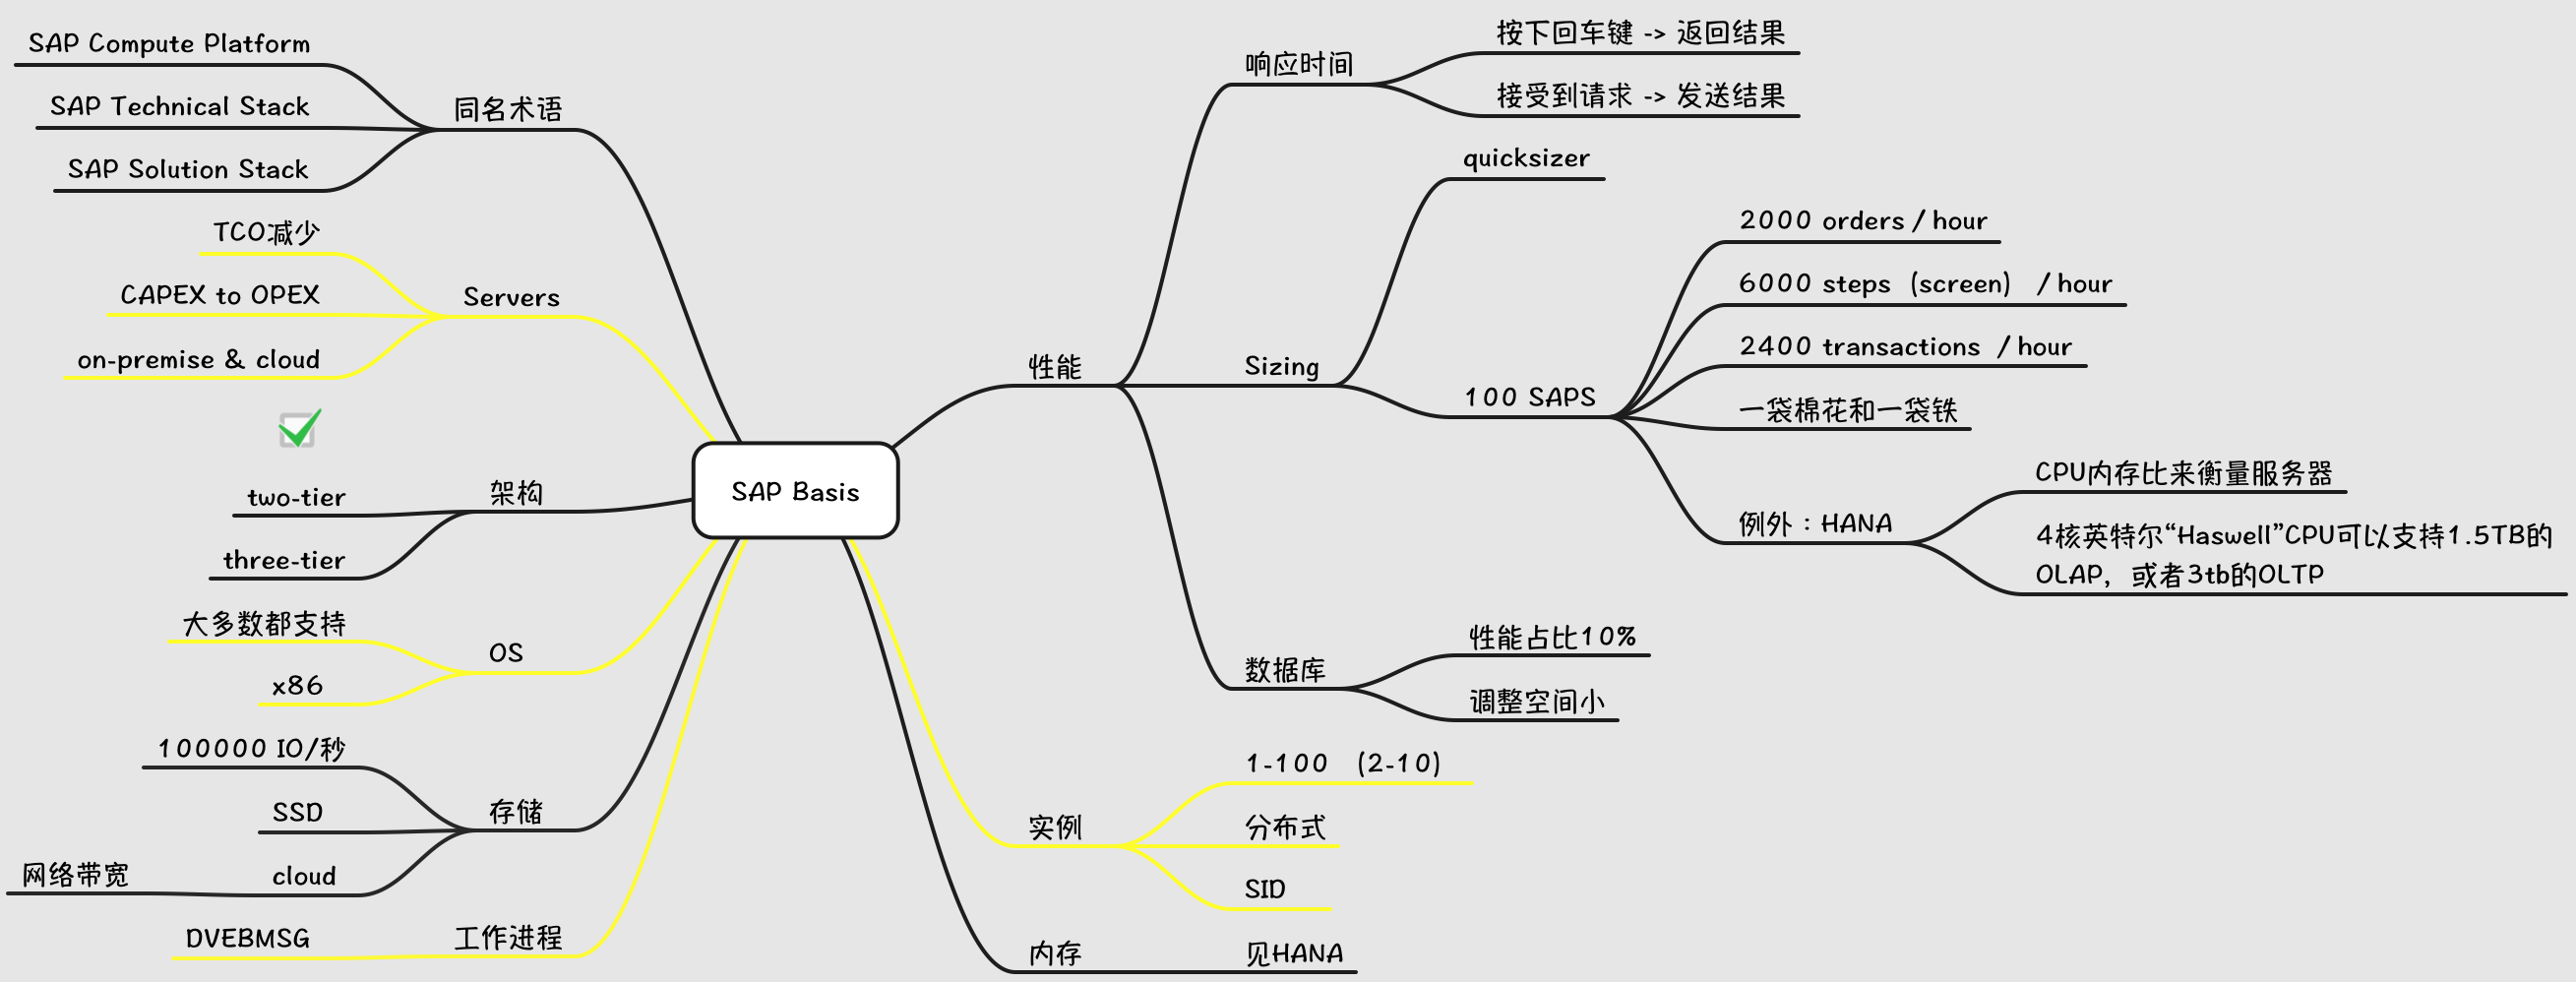 SAP Basis
同名术语
SAP Compute Platform
SAP Technical Stack
SAP Solution Stack
Servers
TCO减少
CAPEX to OPEX
on-premise & cloud
架构
two-tier
three-tier
OS
大多数都支持
x86
存储
100000 IO/秒
SSD
cloud
网络带宽
工作进程
DVEBMSG
性能
响应时间
按下回车键 -> 返回结果
接受到请求 -> 发送结果
Sizing
quicksizer
100 SAPS
2000 orders / hour
6000 steps（screen） / hour
2400 transactions / hour
一袋棉花和一袋铁
例外：HANA
CPU内存比来衡量服务器
4核英特尔“Haswell”CPU可以支持1.5TB的
OLAP，或者3tb的OLTP
数据库
性能占比10%
调整空间小
实例
1-100 （2-10）
分布式
SID
内存
见HANA